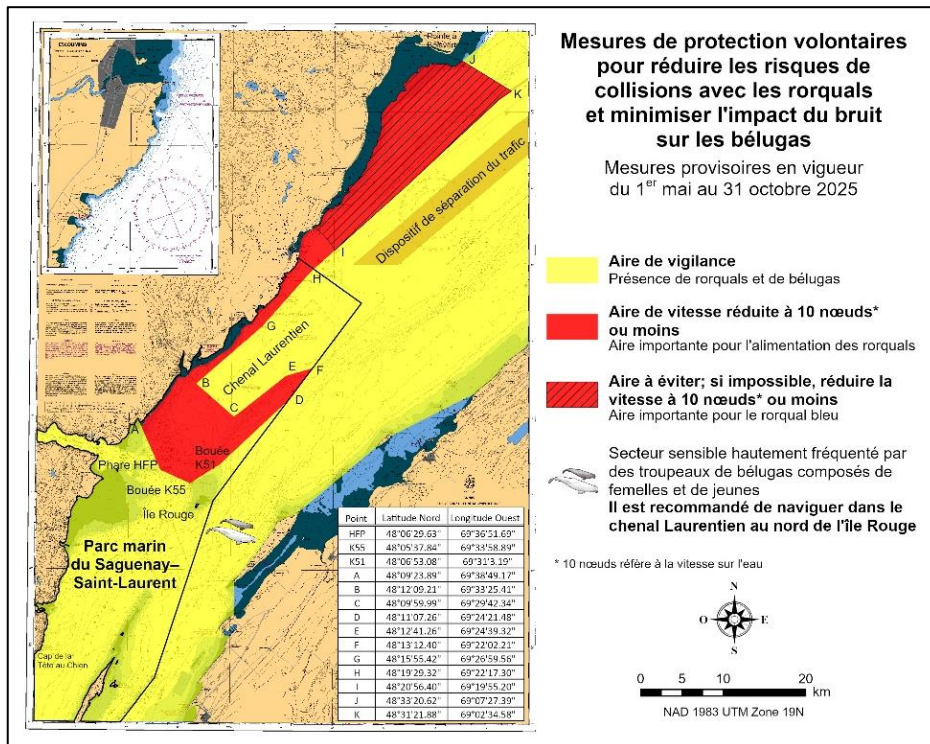 Mesures de protection volontaires
pour réduire les risques de
collisions avec les rorquals
et minimiser l'impact du bruit
sur les bélugas
Mesures provisoires en vigueur
du 1er mai au 31 octobre 2025
Aire de vigilance
Présence de rorquals et de bélugas
Aire de vitesse réduite à 10 nœuds*
ou moins
Aire importante pour l'alimentation des rorquals
Aire à éviter; si impossible, réduire la
vitesse à 10 nœuds* ou moins
Aire importante pour le rorqual bleu
Secteur sensible hautement fréquenté par
des troupeaux de bélugas composés de
femelles et de jeunes
Il est recommandé de naviguer dans le
chenal Laurentien au nord de l'île Rouge
* 10 nœuds réfère à la vitesse sur l'eau
N
O E
S
0 5 10 20
km
NAD 1983 UTM Zone 19N
ESCOUMINS
J
K
Dispositif de séparation du trafic
I
H
G
Chenal Laurentien
E
F
B
D
C
A
Bouée
K51
Phare HFP
Bouée K55
Île Rouge
Parc marin
du Saguenay–
Saint-Laurent
Cap de la
Tête au Chien
Point Latitude Nord Longitude Ouest
HFP 48°06'29.63" 69°36'51.69"
K55 48°05'37.84" 69°33'58.89"
K51 48°06'53.08" 69°31'3.19"
A 48°09'23.89" 69°38'49.17"
B 48°12'09.21" 69°33'25.41"
C 48°09'59.99" 69°29'42.34"
D 48°11'07.26" 69°24'21.48"
E 48°12'41.26" 69°24'39.32"
F 48°13'12.40" 69°22'02.21"
G 48°15'55.42" 69°26'59.56"
H 48°19'29.32" 69°22'17.30"
I 48°20'56.40" 69°19'55.20"
J 48°33'20.62" 69°07'27.39"
K 48°31'21.88" 69°02'34.58"